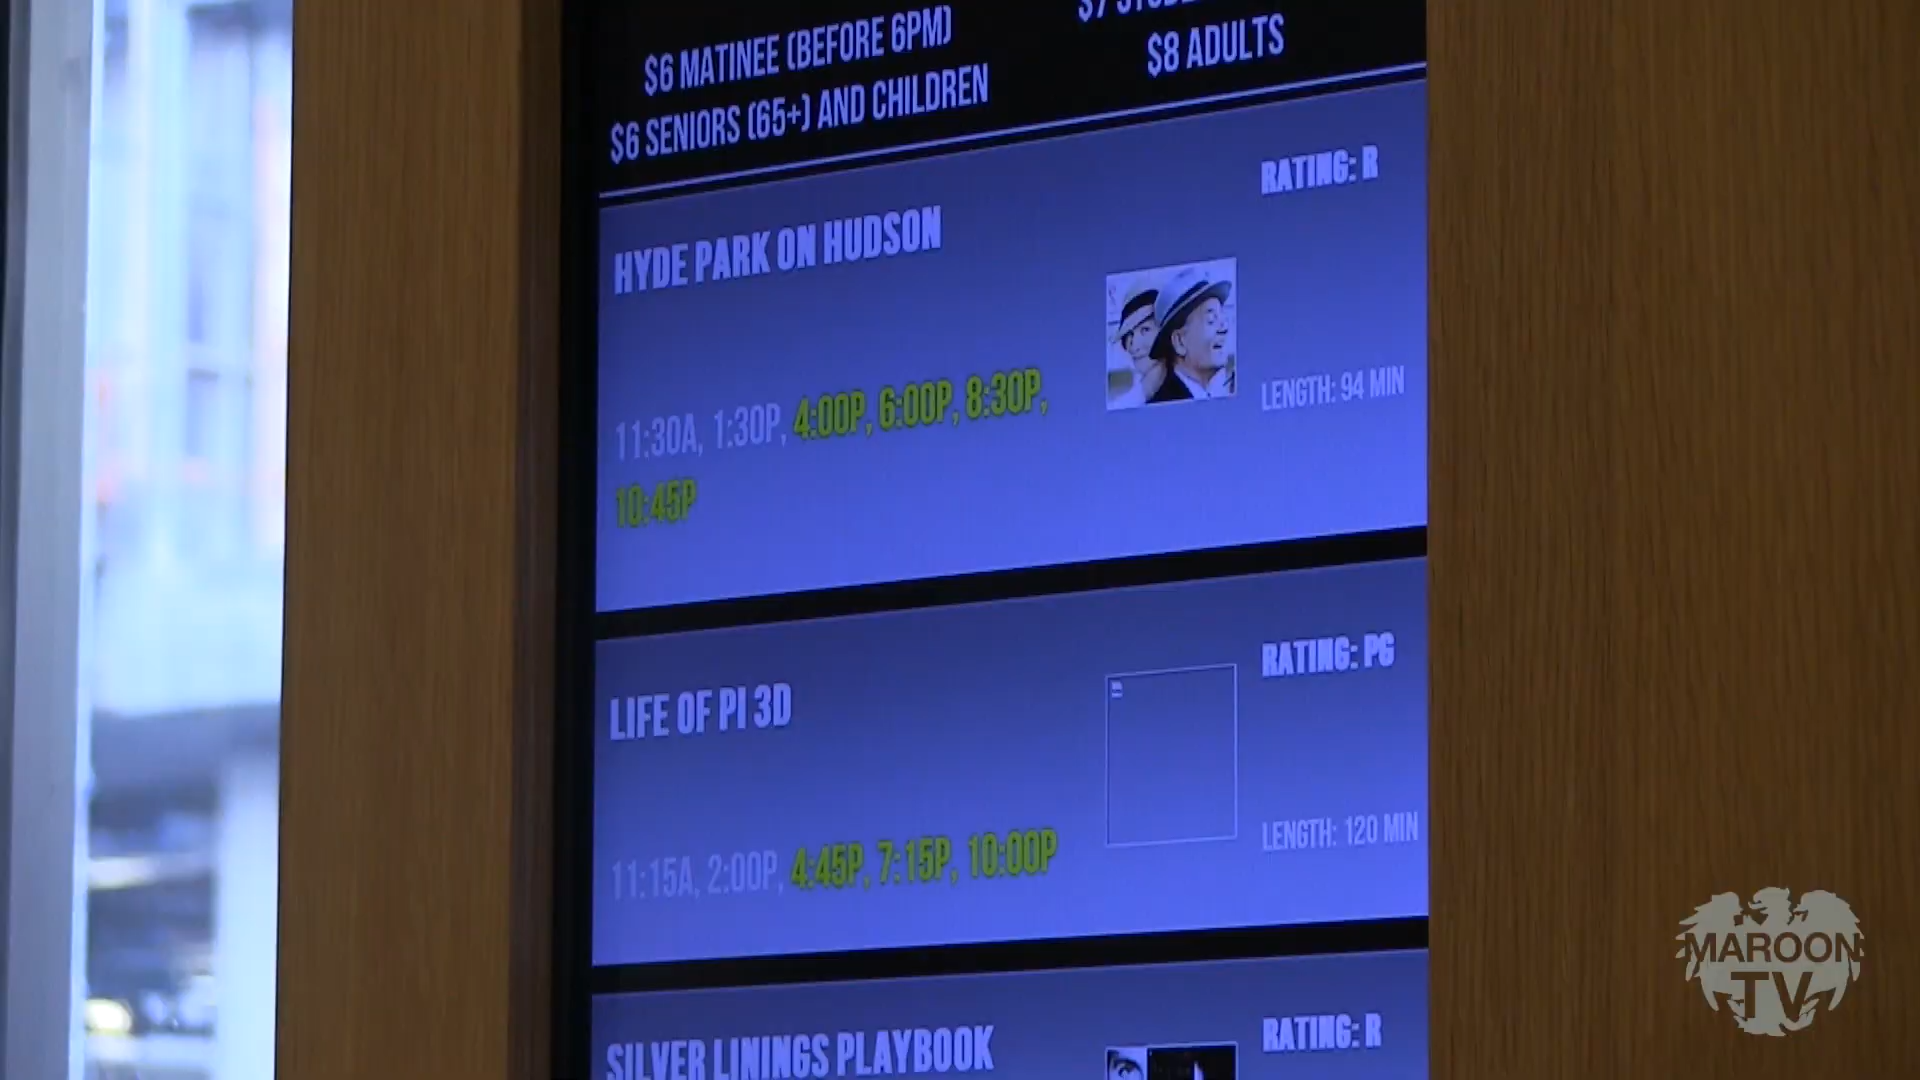 $6 MATINEE (BEFORE 6PM)
$6 SENIORS (65+) AND CHILDREN
$8 ADULTS
HYDE PARK ON HUDSON
RATING: R
11:30A, 1:30P, 4:00P, 6:00P, 8:30P,
10:45P
LENGTH: 94 MIN
LIFE OF PI 3D
RATING: PG
11:15A, 2:00P, 4:45P, 7:15P, 10:00P
LENGTH: 120 MIN
SILVER LININGS PLAYBOOK
RATING: R
MAROON
TV